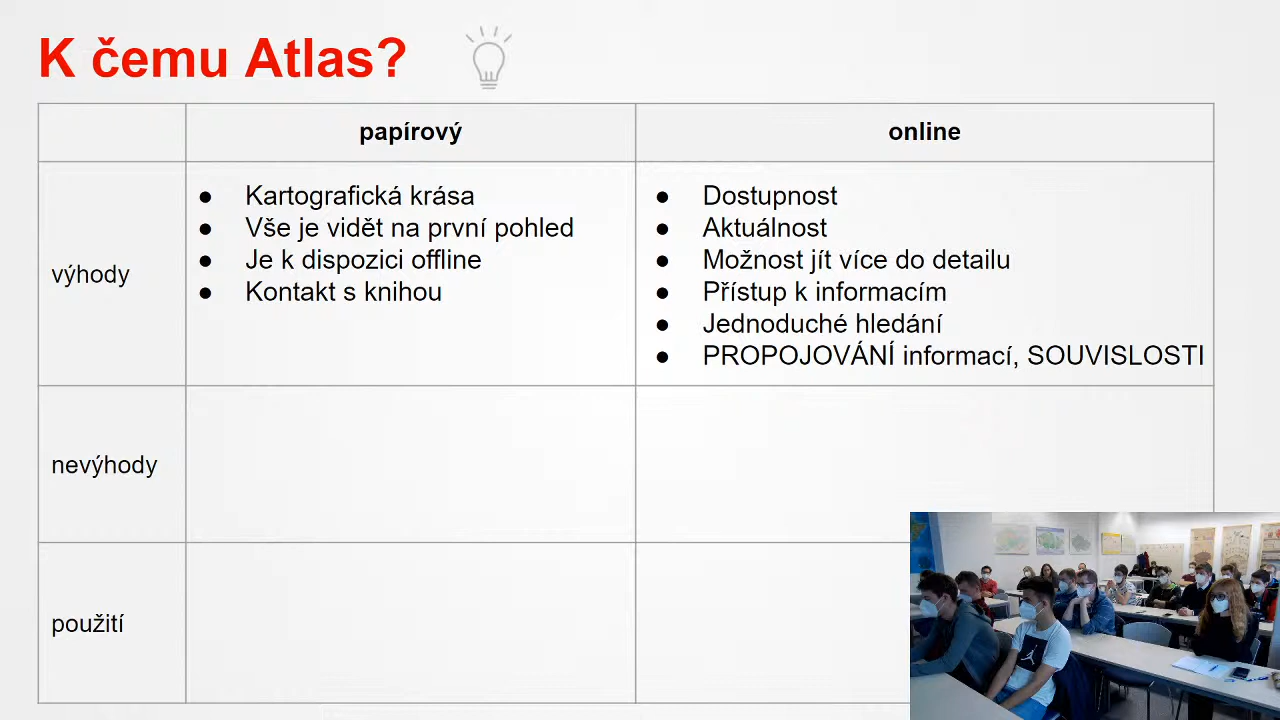 K čemu Atlas?
papírový
online
výhody
● Kartografická krása
● Vše je vidět na první pohled
● Je k dispozici offline
● Kontakt s knihou
● Dostupnost
● Aktuálnost
● Možnost jít více do detailu
● Přístup k informacím
● Jednoduché hledání
● PROPOJOVÁNÍ informací, SOUVISLOSTI
nevýhody
použití